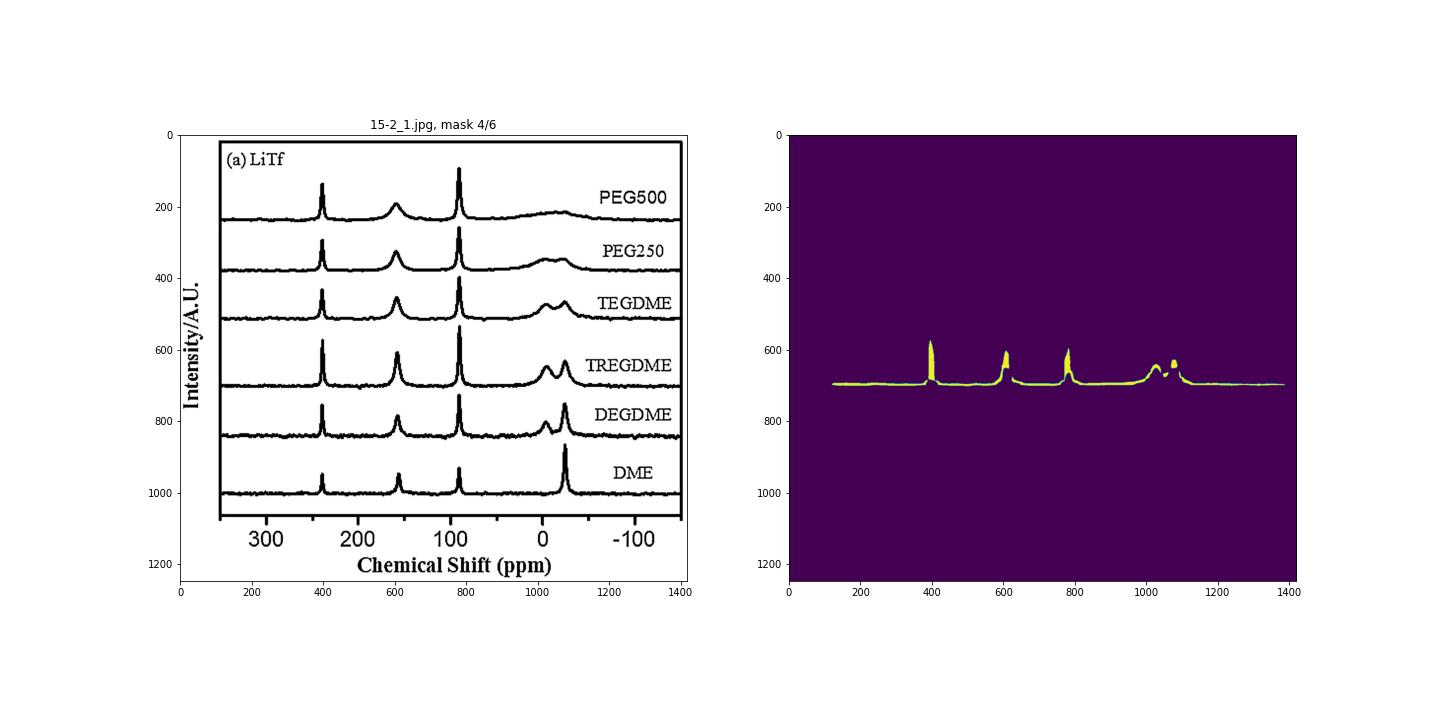 15-2_1.jpg, mask 4/6
0
200
400
600
800
1000
1200
0 200 400 600 800 1000 1200 1400
(a) LiTf
PEG500
PEG250
TEGDME
TREGDME
DEGDME
DME
Intensity/A.U.
300 200 100 0 -100
Chemical Shift (ppm)
0
200
400
600
800
1000
1200
0 200 400 600 800 1000 1200 1400